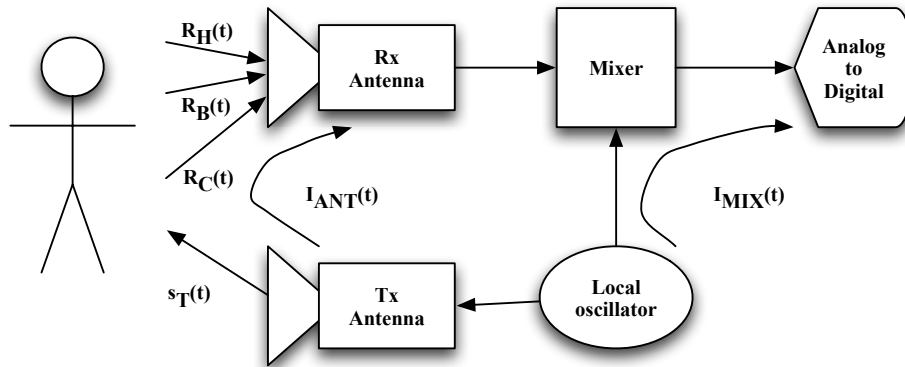 R_H(t)
R_B(t)
R_C(t)
s_T(t)
Rx
Antenna
Mixer
Analog
to
Digital
I_ANT(t)
I_MIX(t)
Tx
Antenna
Local
oscillator